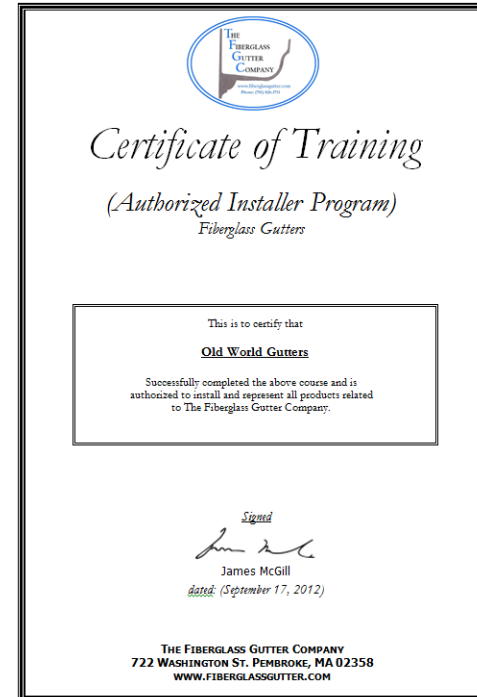 THE
FIBERGLASS
GUTTER
COMPANY
www.fiberglassgutter.com
Certificate of Training
(Authorized Installer Program)
Fiberglass Gutters
This is to certify that
Old World Gutters
Successfully completed the above course and is
authorized to install and represent all products related
to The Fiberglass Gutter Company.
Signed
James McGill
dated: (September 17, 2012)
THE FIBERGLASS GUTTER COMPANY
722 WASHINGTON ST. PEMBROKE, MA 02358
WWW.FIBERGLASSGUTTER.COM